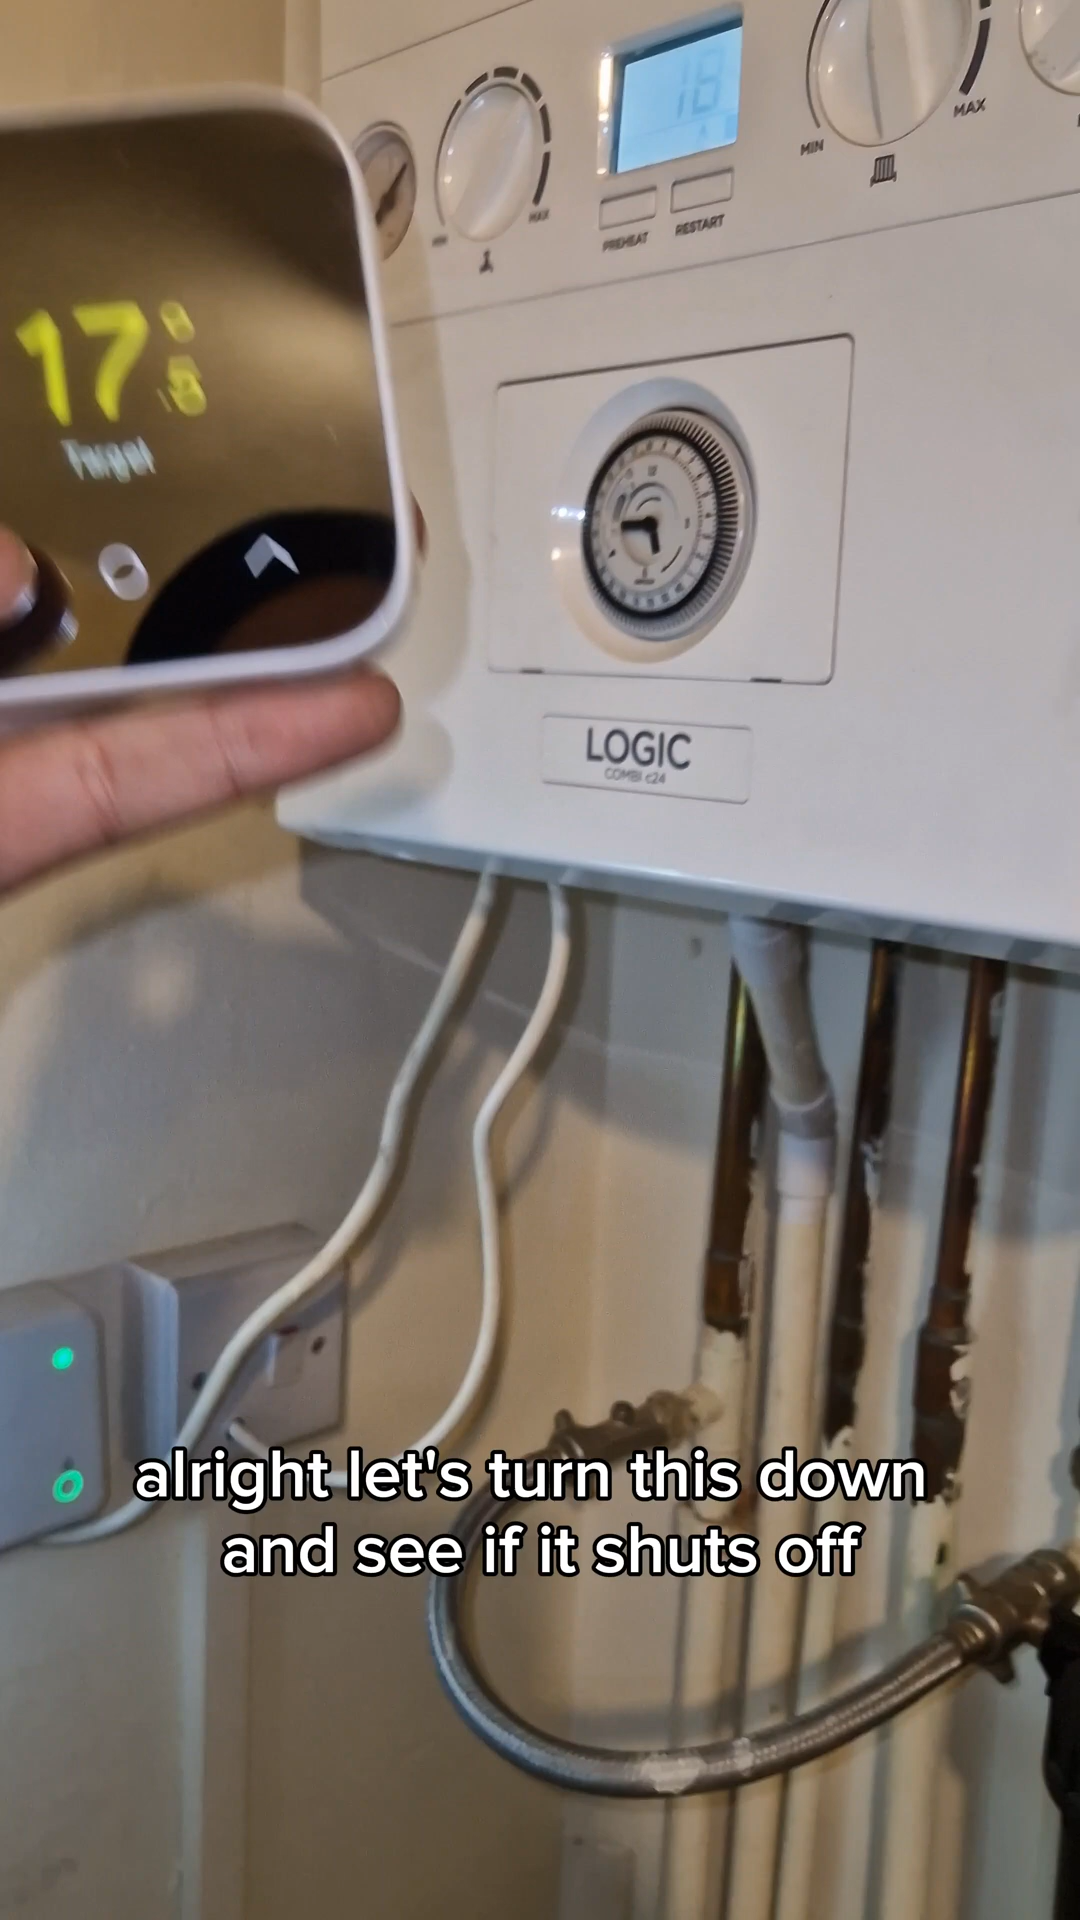 18
MAX
MIN
MAX
PREHEAT
RESTART
17
Target
LOGIC
COMBI c24
alright let's turn this down
and see if it shuts off